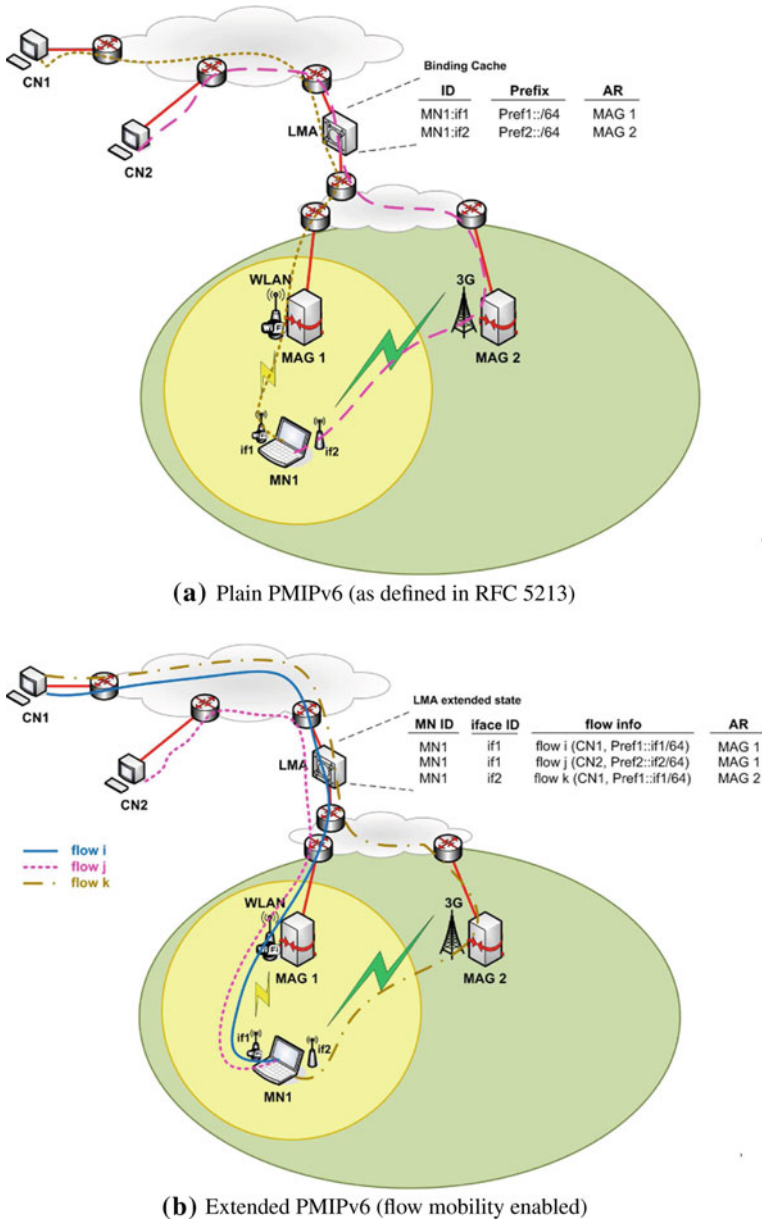 CN1
CN2
LMA
Binding Cache
ID Prefix AR
MN1:if1 Pref1::/64 MAG 1
MN1:if2 Pref2::/64 MAG 2
WLAN
MAG 1
3G
MAG 2
if1
if2
MN1
(a) Plain PMIPv6 (as defined in RFC 5213)
CN1
CN2
LMA
LMA extended state
MN ID iface ID flow info AR
MN1 if1 flow i (CN1, Pref1::if1/64) MAG 1
MN1 if1 flow j (CN2, Pref2::if2/64) MAG 1
MN1 if2 flow k (CN1, Pref1::if1/64) MAG 2
flow i
flow j
flow k
WLAN
MAG 1
3G
MAG 2
if1
if2
MN1
(b) Extended PMIPv6 (flow mobility enabled)